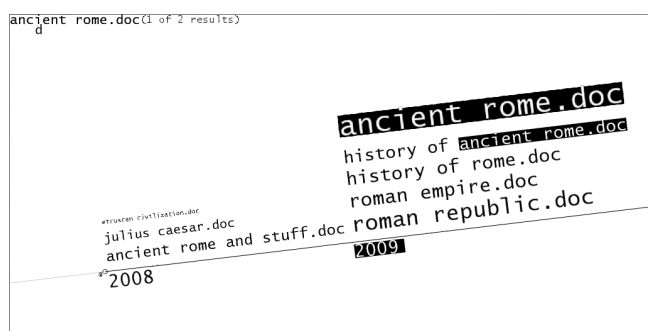 ancient rome.doc(1 of 2 results)
d
ancient rome.doc
history of ancient rome.doc
history of rome.doc
roman empire.doc
roman republic.doc
2009
etruscan civilization.doc
julius caesar.doc
ancient rome and stuff.doc
2008